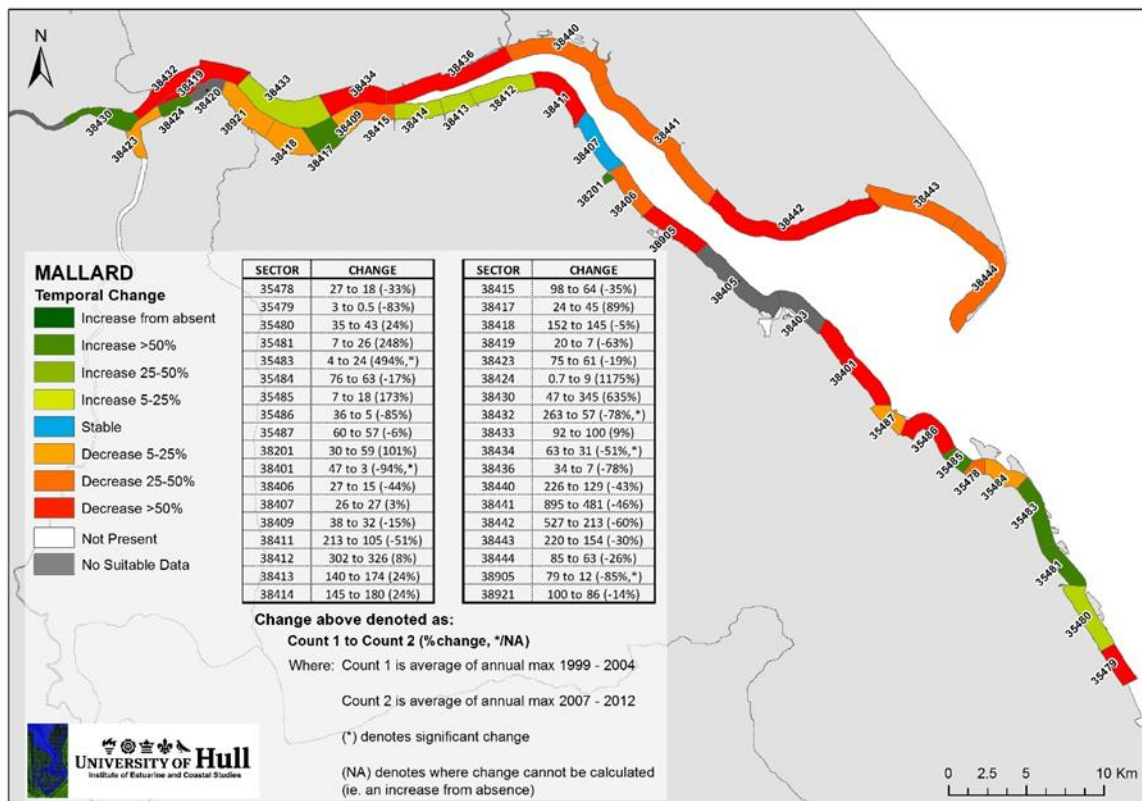 N
38440
38436
38432
38419
38420
38433
38434
38424
38430
38423
38921
38418
38417
38409
38415
38414
38413
38412
38411
38407
38201
38406
38905
38405
38403
38401
38441
38442
38443
38444
35487
35486
35485
35478
35484
35483
35481
35480
35479
MALLARD
Temporal Change
Increase from absent
Increase >50%
Increase 25-50%
Increase 5-25%
Stable
Decrease 5-25%
Decrease 25-50%
Decrease >50%
Not Present
No Suitable Data
SECTOR CHANGE
35478 27 to 18 (-33%)
35479 3 to 0.5 (-83%)
35480 35 to 43 (24%)
35481 7 to 26 (248%)
35483 4 to 24 (494%,*)
35484 76 to 63 (-17%)
35485 7 to 18 (173%)
35486 36 to 5 (-85%)
35487 60 to 57 (-6%)
38201 30 to 59 (101%)
38401 47 to 3 (-94%,*)
38406 27 to 15 (-44%)
38407 26 to 27 (3%)
38409 38 to 32 (-15%)
38411 213 to 105 (-51%)
38412 302 to 326 (8%)
38413 140 to 174 (24%)
38414 145 to 180 (24%)
SECTOR CHANGE
38415 98 to 64 (-35%)
38417 24 to 45 (89%)
38418 152 to 145 (-5%)
38419 20 to 7 (-63%)
38423 75 to 61 (-19%)
38424 0.7 to 9 (1175%)
38430 47 to 345 (635%)
38432 263 to 57 (-78%,*)
38433 92 to 100 (9%)
38434 63 to 31 (-51%,*)
38436 34 to 7 (-78%)
38440 226 to 129 (-43%)
38441 895 to 481 (-46%)
38442 527 to 213 (-60%)
38443 220 to 154 (-30%)
38444 85 to 63 (-26%)
38905 79 to 12 (-85%,*)
38921 100 to 86 (-14%)
Change above denoted as:
Count 1 to Count 2 (%change, */NA)
Where: Count 1 is average of annual max 1999 - 2004
Count 2 is average of annual max 2007 - 2012
(*) denotes significant change
(NA) denotes where change cannot be calculated
(ie. an increase from absence)
UNIVERSITY OF Hull
Institute of Estuarine and Coastal Studies
0 2.5 5 10 Km